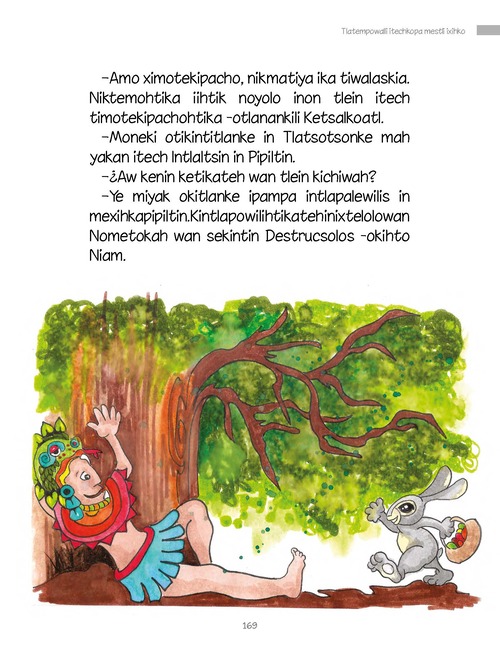 Tlatempowalli itechkopa mestli ixihko
–Amo ximotekipacho, nikmatiya ika tiwalaskia.
Niktemohtika iihtik noyolo inon tlein itech
timotekipachohtika -otlanankili Ketsalkoatl.
–Moneki otikintitlanke in Tlatsotsonke mah
yakan itech Intlaltsin in Pipiltin.
–¿Aw kenin ketikateh wan tlein kichiwah?
–Ye miyak okitlanke ipampa intlapalewilis in
mexihkapipiltin.Kintlapowilihtikatehinixtelolowan
Nometokah wan sekintin Destrucsolos -okihto
Niam.
169